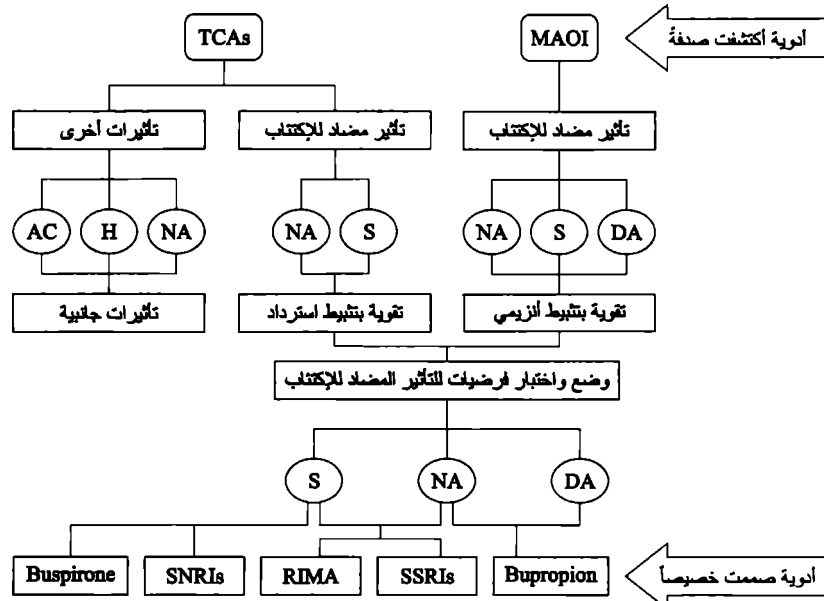 أدوية أكتشفت صدفةً
MAOI
TCAs
تأثير مضاد للإكتئاب
تأثير مضاد للإكتئاب
تأثيرات أخرى
DA
S
NA
S
NA
NA
H
AC
تقوية بتثبيط أنزيمي
تقوية بتثبيط استرداد
تأثيرات جانبية
وضع واختبار فرضيات للتأثير المضاد للإكتئاب
DA
NA
S
أدوية صممت خصيصاً
Bupropion
SSRIs
RIMA
SNRIs
Buspirone